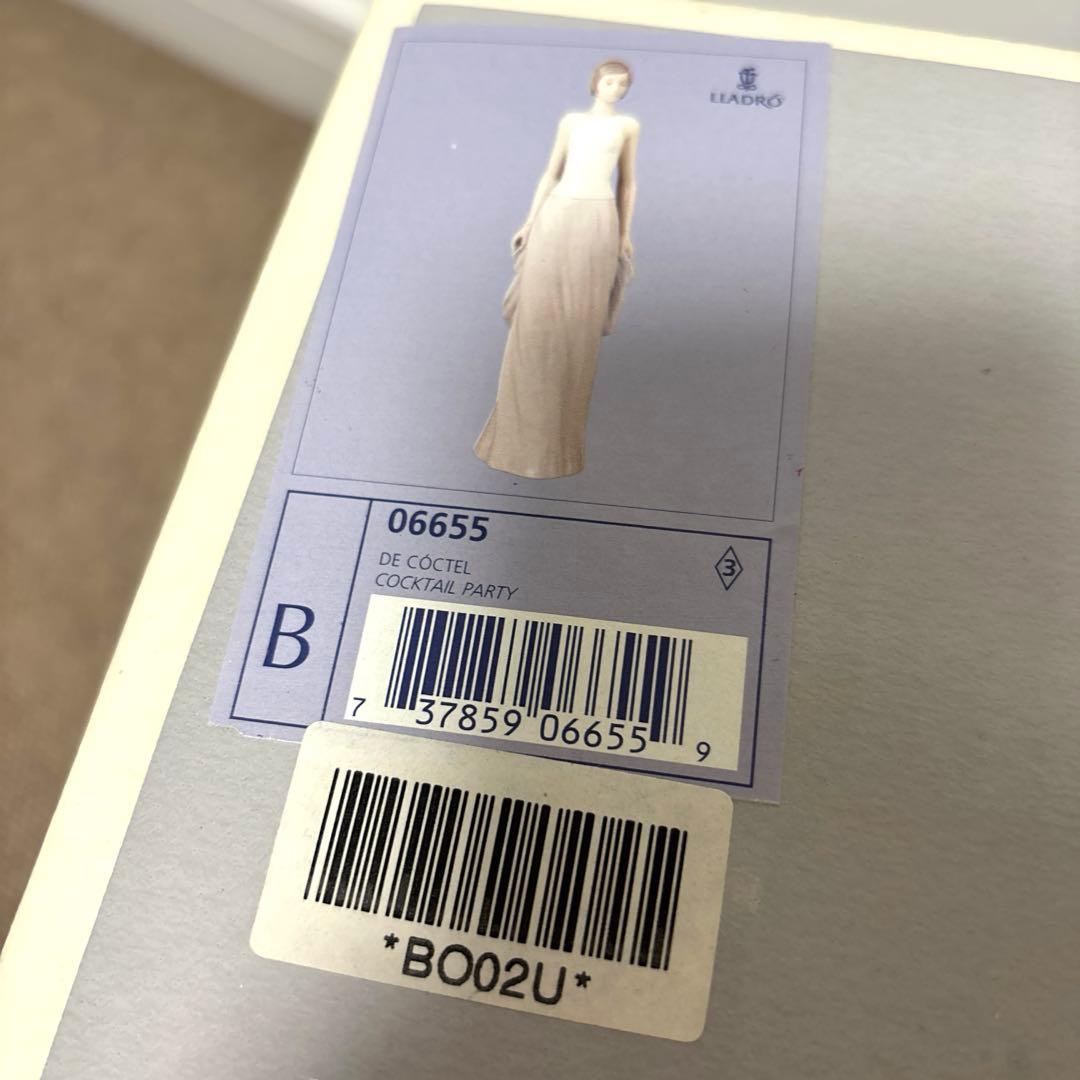 LLADRÓ
06655
DE CÓCTEL
COCKTAIL PARTY
3
B
7 37859 06655 9
*BO02U*